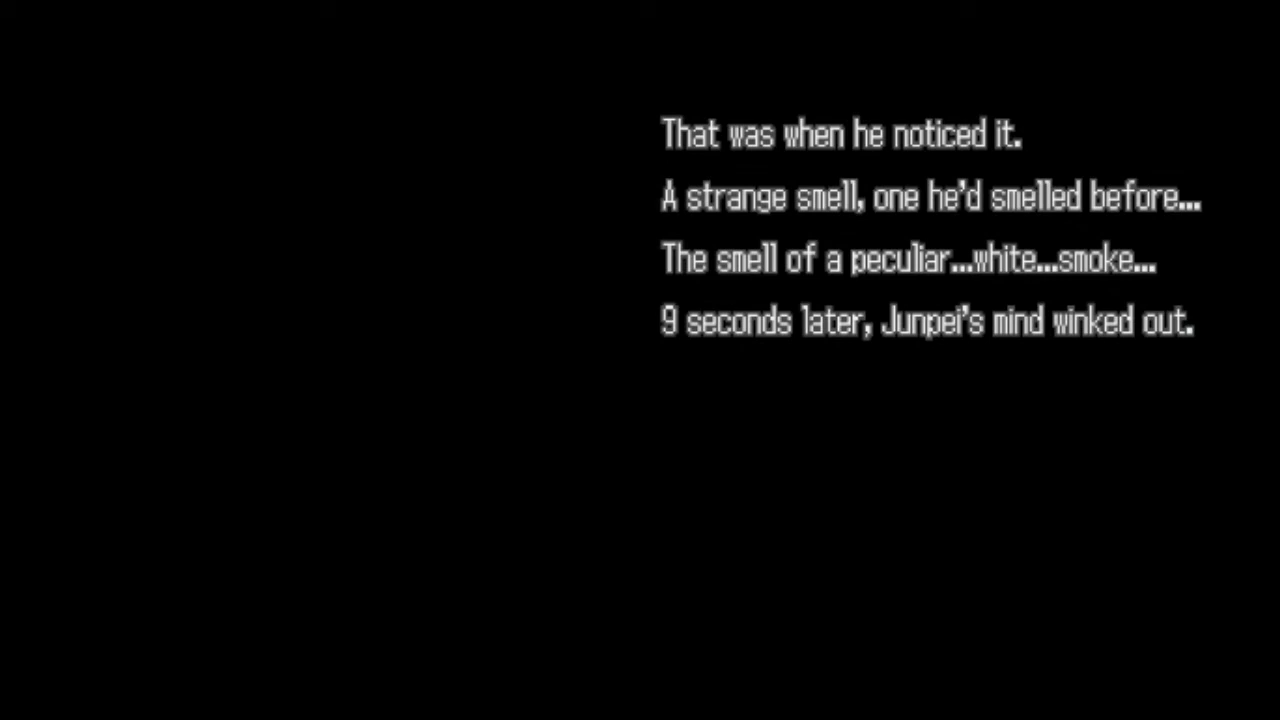 That was when he noticed it.
A strange smell, one he'd smelled before...
The smell of a peculiar...white...smoke...
9 seconds later, Junpei's mind winked out.